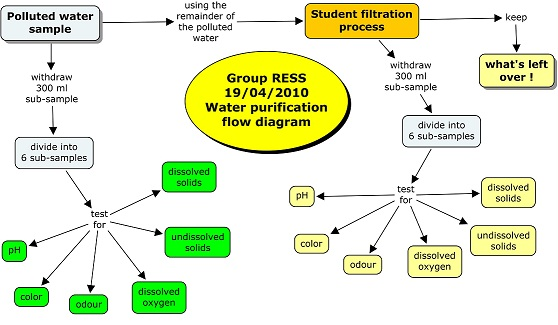 Polluted water
sample
using the
remainder of
the polluted
water
Student filtration
process
keep
what's left
over !
withdraw
300 ml
sub-sample
Group RESS
19/04/2010
Water purification
flow diagram
withdraw
300 ml
sub-sample
divide into
6 sub-samples
divide into
6 sub-samples
test
for
dissolved
solids
undissolved
solids
dissolved
oxygen
odour
color
pH
test
for
dissolved
solids
undissolved
solids
dissolved
oxygen
odour
color
pH